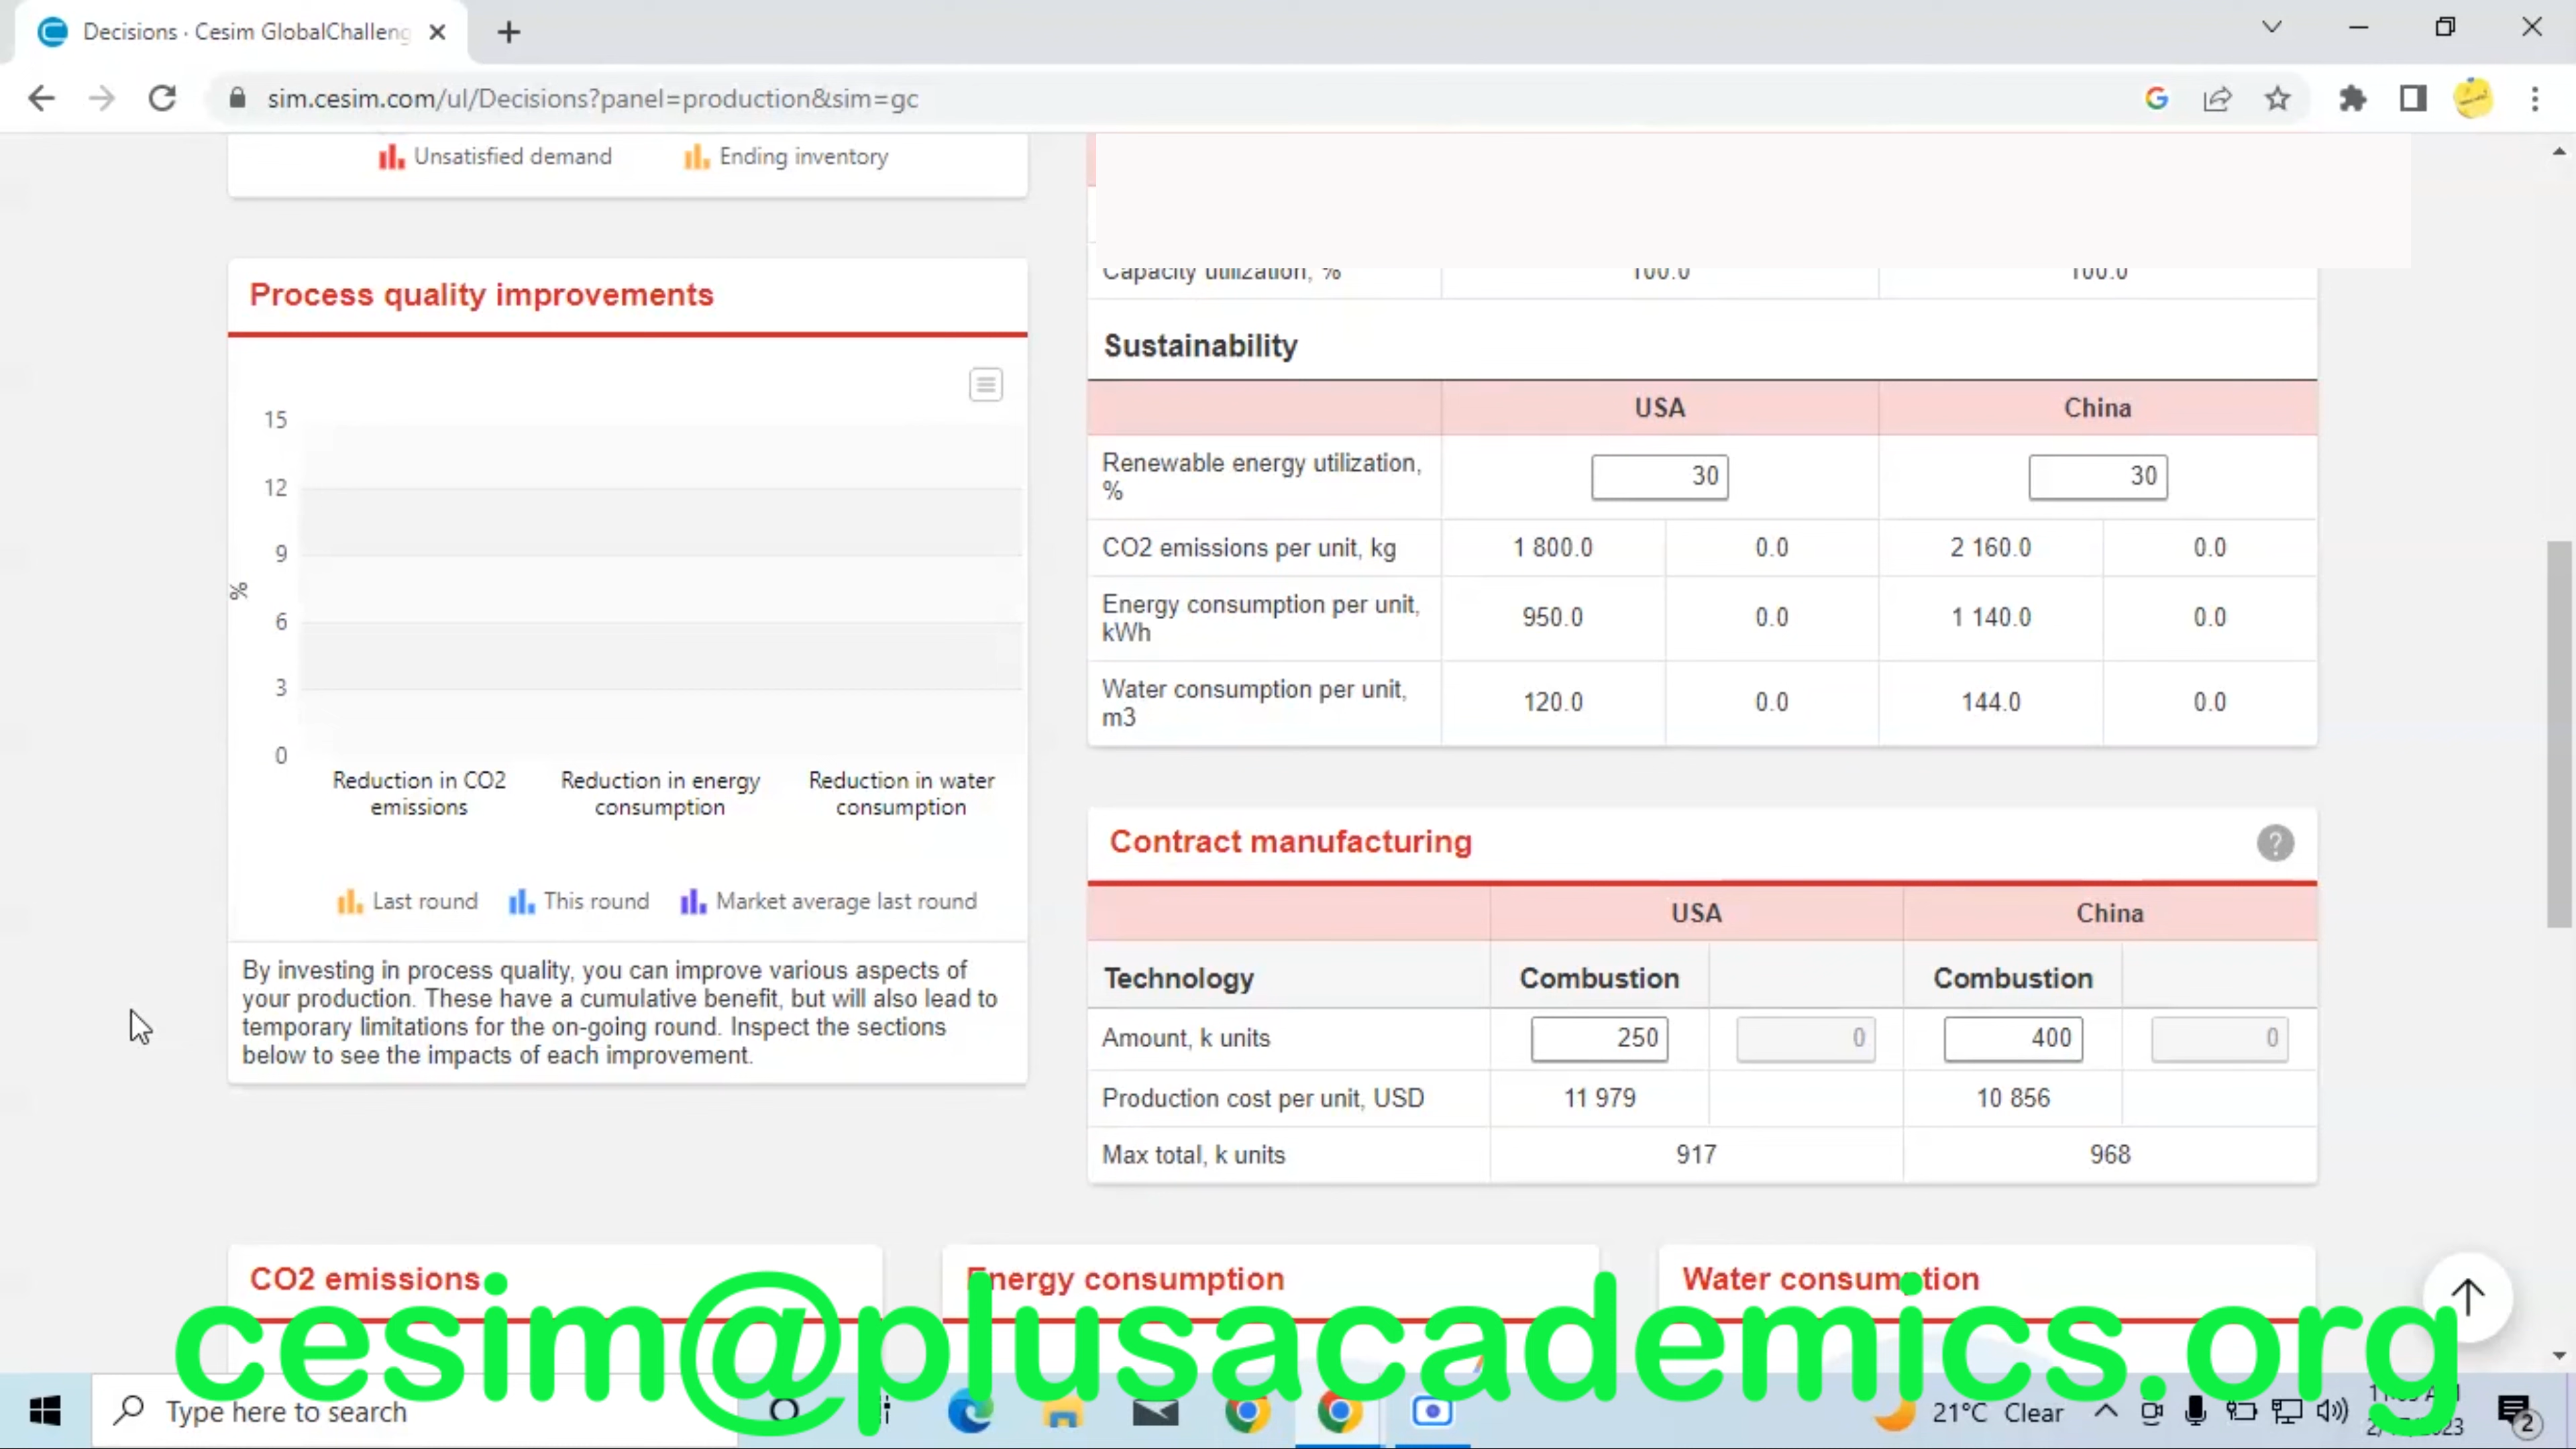 Decisions · Cesim GlobalChalleng
sim.cesim.com/ul/Decisions?panel=production&sim=gc
Unsatisfied demand Ending inventory
Process quality improvements
15
12
9
6
3
0
%
Reduction in CO2 emissions
Reduction in energy consumption
Reduction in water consumption
Last round This round Market average last round
By investing in process quality, you can improve various aspects of
your production. These have a cumulative benefit, but will also lead to
temporary limitations for the on-going round. Inspect the sections
below to see the impacts of each improvement.
Capacity utilization, % 100.0 100.0
Sustainability
USA China
Renewable energy utilization, % 30 30
CO2 emissions per unit, kg 1 800.0 0.0 2 160.0 0.0
Energy consumption per unit, kWh 950.0 0.0 1 140.0 0.0
Water consumption per unit, m3 120.0 0.0 144.0 0.0
Contract manufacturing ?
USA China
Technology Combustion Combustion
Amount, k units 250 0 400 0
Production cost per unit, USD 11 979 10 856
Max total, k units 917 968
CO2 emissions Energy consumption Water consumption
cesim@plusacademics.org
Type here to search
21°C Clear
2